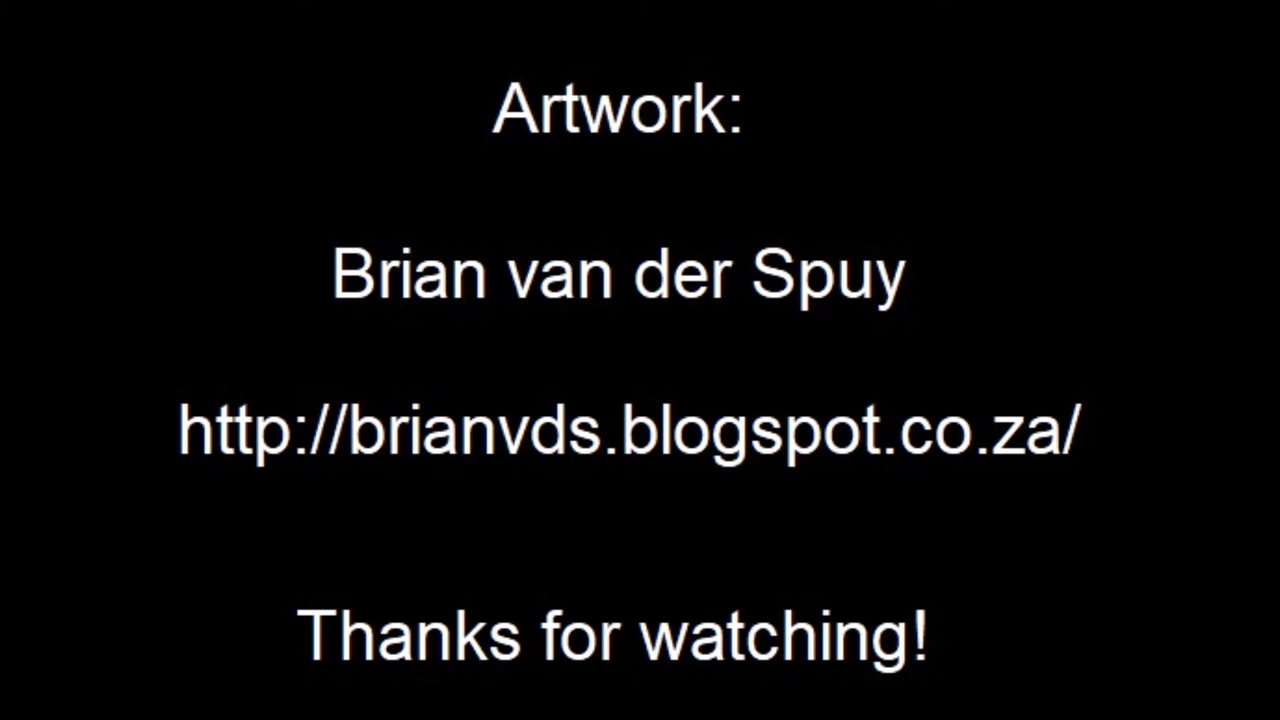 Artwork:
Brian van der Spuy
http://brianvds.blogspot.co.za/
Thanks for watching!